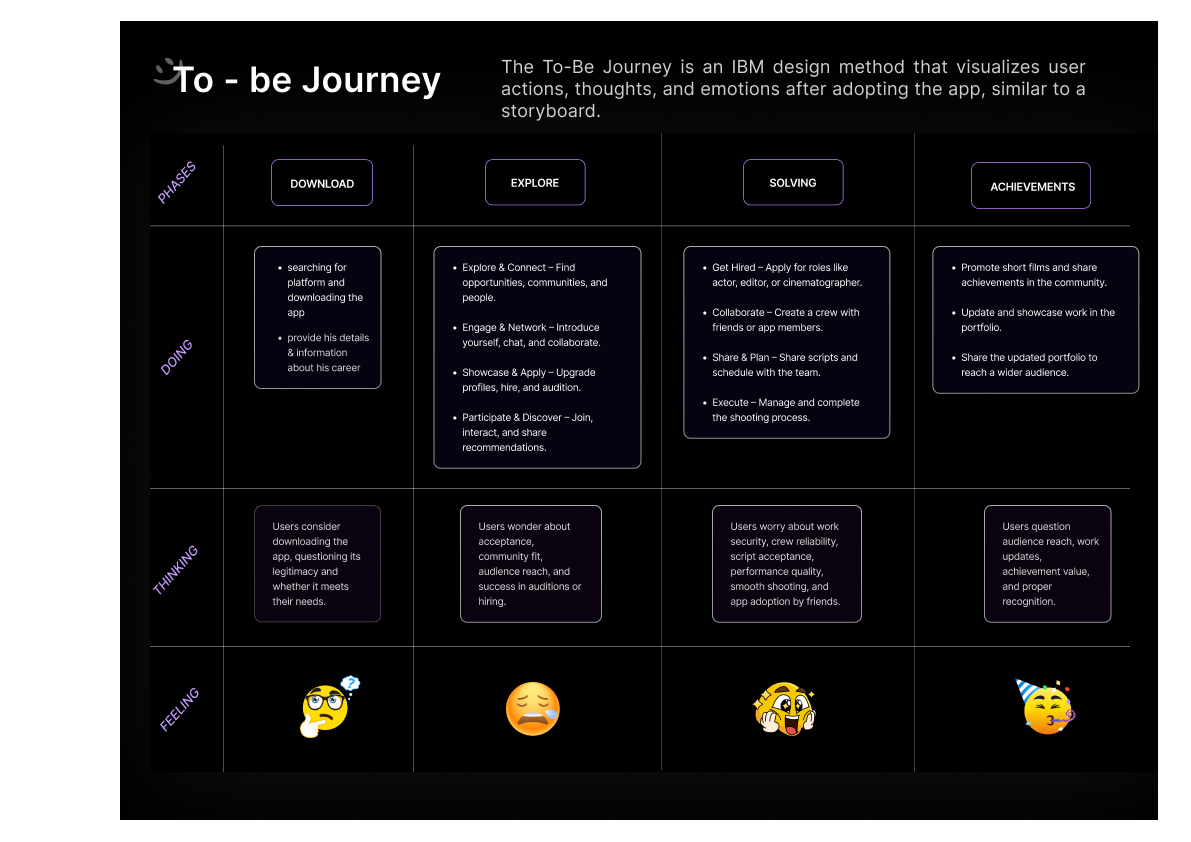 To - be Journey
The To-Be Journey is an IBM design method that visualizes user
actions, thoughts, and emotions after adopting the app, similar to a
storyboard.
PHASES
DOWNLOAD
EXPLORE
SOLVING
ACHIEVEMENTS
DOING
• searching for
platform and
downloading the
app
• provide his details
& information
about his career
• Explore & Connect – Find
opportunities, communities, and
people.
• Engage & Network – Introduce
yourself, chat, and collaborate.
• Showcase & Apply – Upgrade
profiles, hire, and audition.
• Participate & Discover – Join,
interact, and share
recommendations.
• Get Hired – Apply for roles like
actor, editor, or cinematographer.
• Collaborate – Create a crew with
friends or app members.
• Share & Plan – Share scripts and
schedule with the team.
• Execute – Manage and complete
the shooting process.
• Promote short films and share
achievements in the community.
• Update and showcase work in the
portfolio.
• Share the updated portfolio to
reach a wider audience.
THINKING
Users consider
downloading the
app, questioning its
legitimacy and
whether it meets
their needs.
Users wonder about
acceptance,
community fit,
audience reach, and
success in auditions or
hiring.
Users worry about work
security, crew reliability,
script acceptance,
performance quality,
smooth shooting, and
app adoption by friends.
Users question
audience reach, work
updates,
achievement value,
and proper
recognition.
FEELING
?